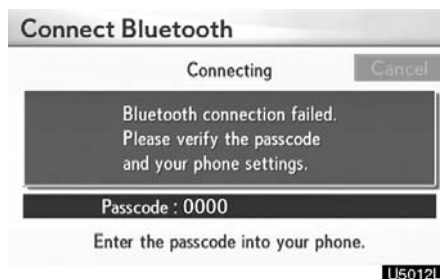 Connect Bluetooth
Connecting
Cancel
Bluetooth connection failed.
Please verify the passcode
and your phone settings.
Passcode : 0000
Enter the passcode into your phone.
U5012L